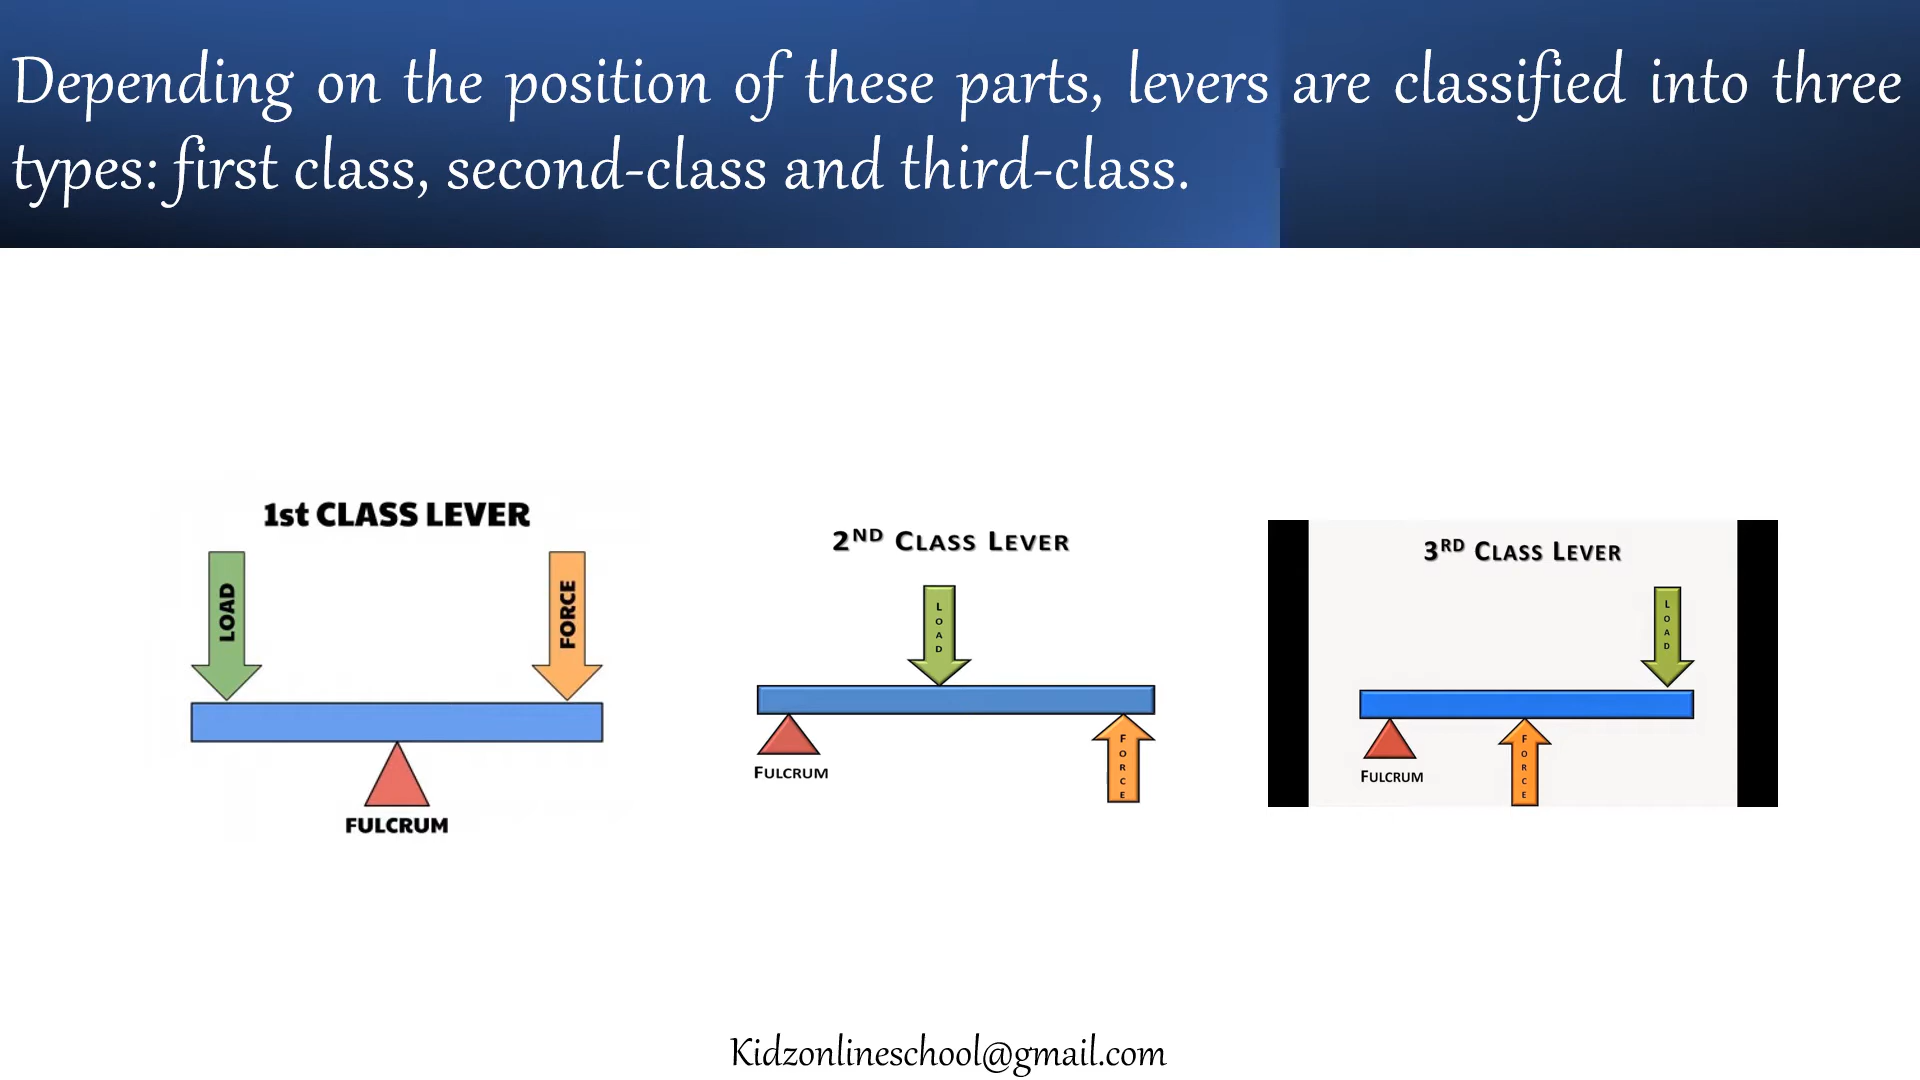 Depending on the position of these parts, levers are classified into three
types: first class, second-class and third-class.
1st CLASS LEVER
LOAD
FORCE
FULCRUM
2ND CLASS LEVER
LOAD
FULCRUM
FORCE
3RD CLASS LEVER
LOAD
FULCRUM
FORCE
Kidzonlineschool@gmail.com